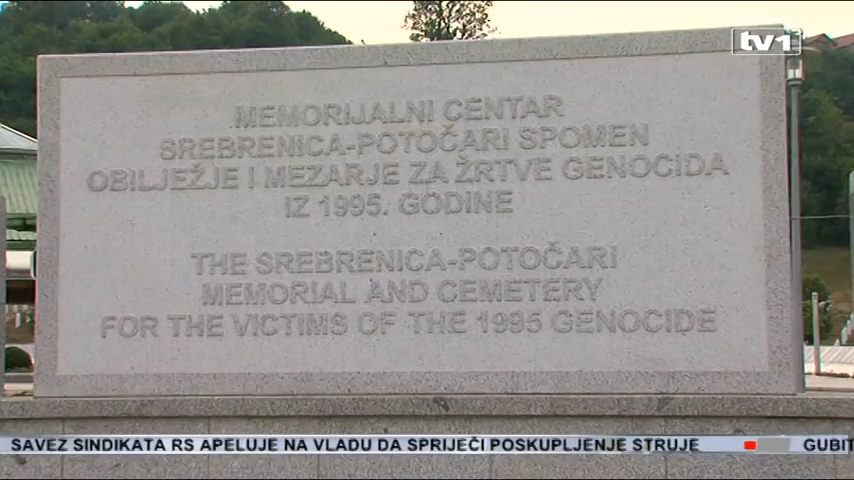 tv1
MEMORIJALNI CENTAR
SREBRENICA-POTOČARI SPOMEN
OBILJEŽJE I MEZARJE ZA ŽRTVE GENOCIDA
IZ 1995. GODINE
THE SREBRENICA-POTOČARI
MEMORIAL AND CEMETERY
FOR THE VICTIMS OF THE 1995 GENOCIDE
SAVEZ SINDIKATA RS APELUJE NA VLADU DA SPRIJEČI POSKUPLJENJE STRUJE GUBIT